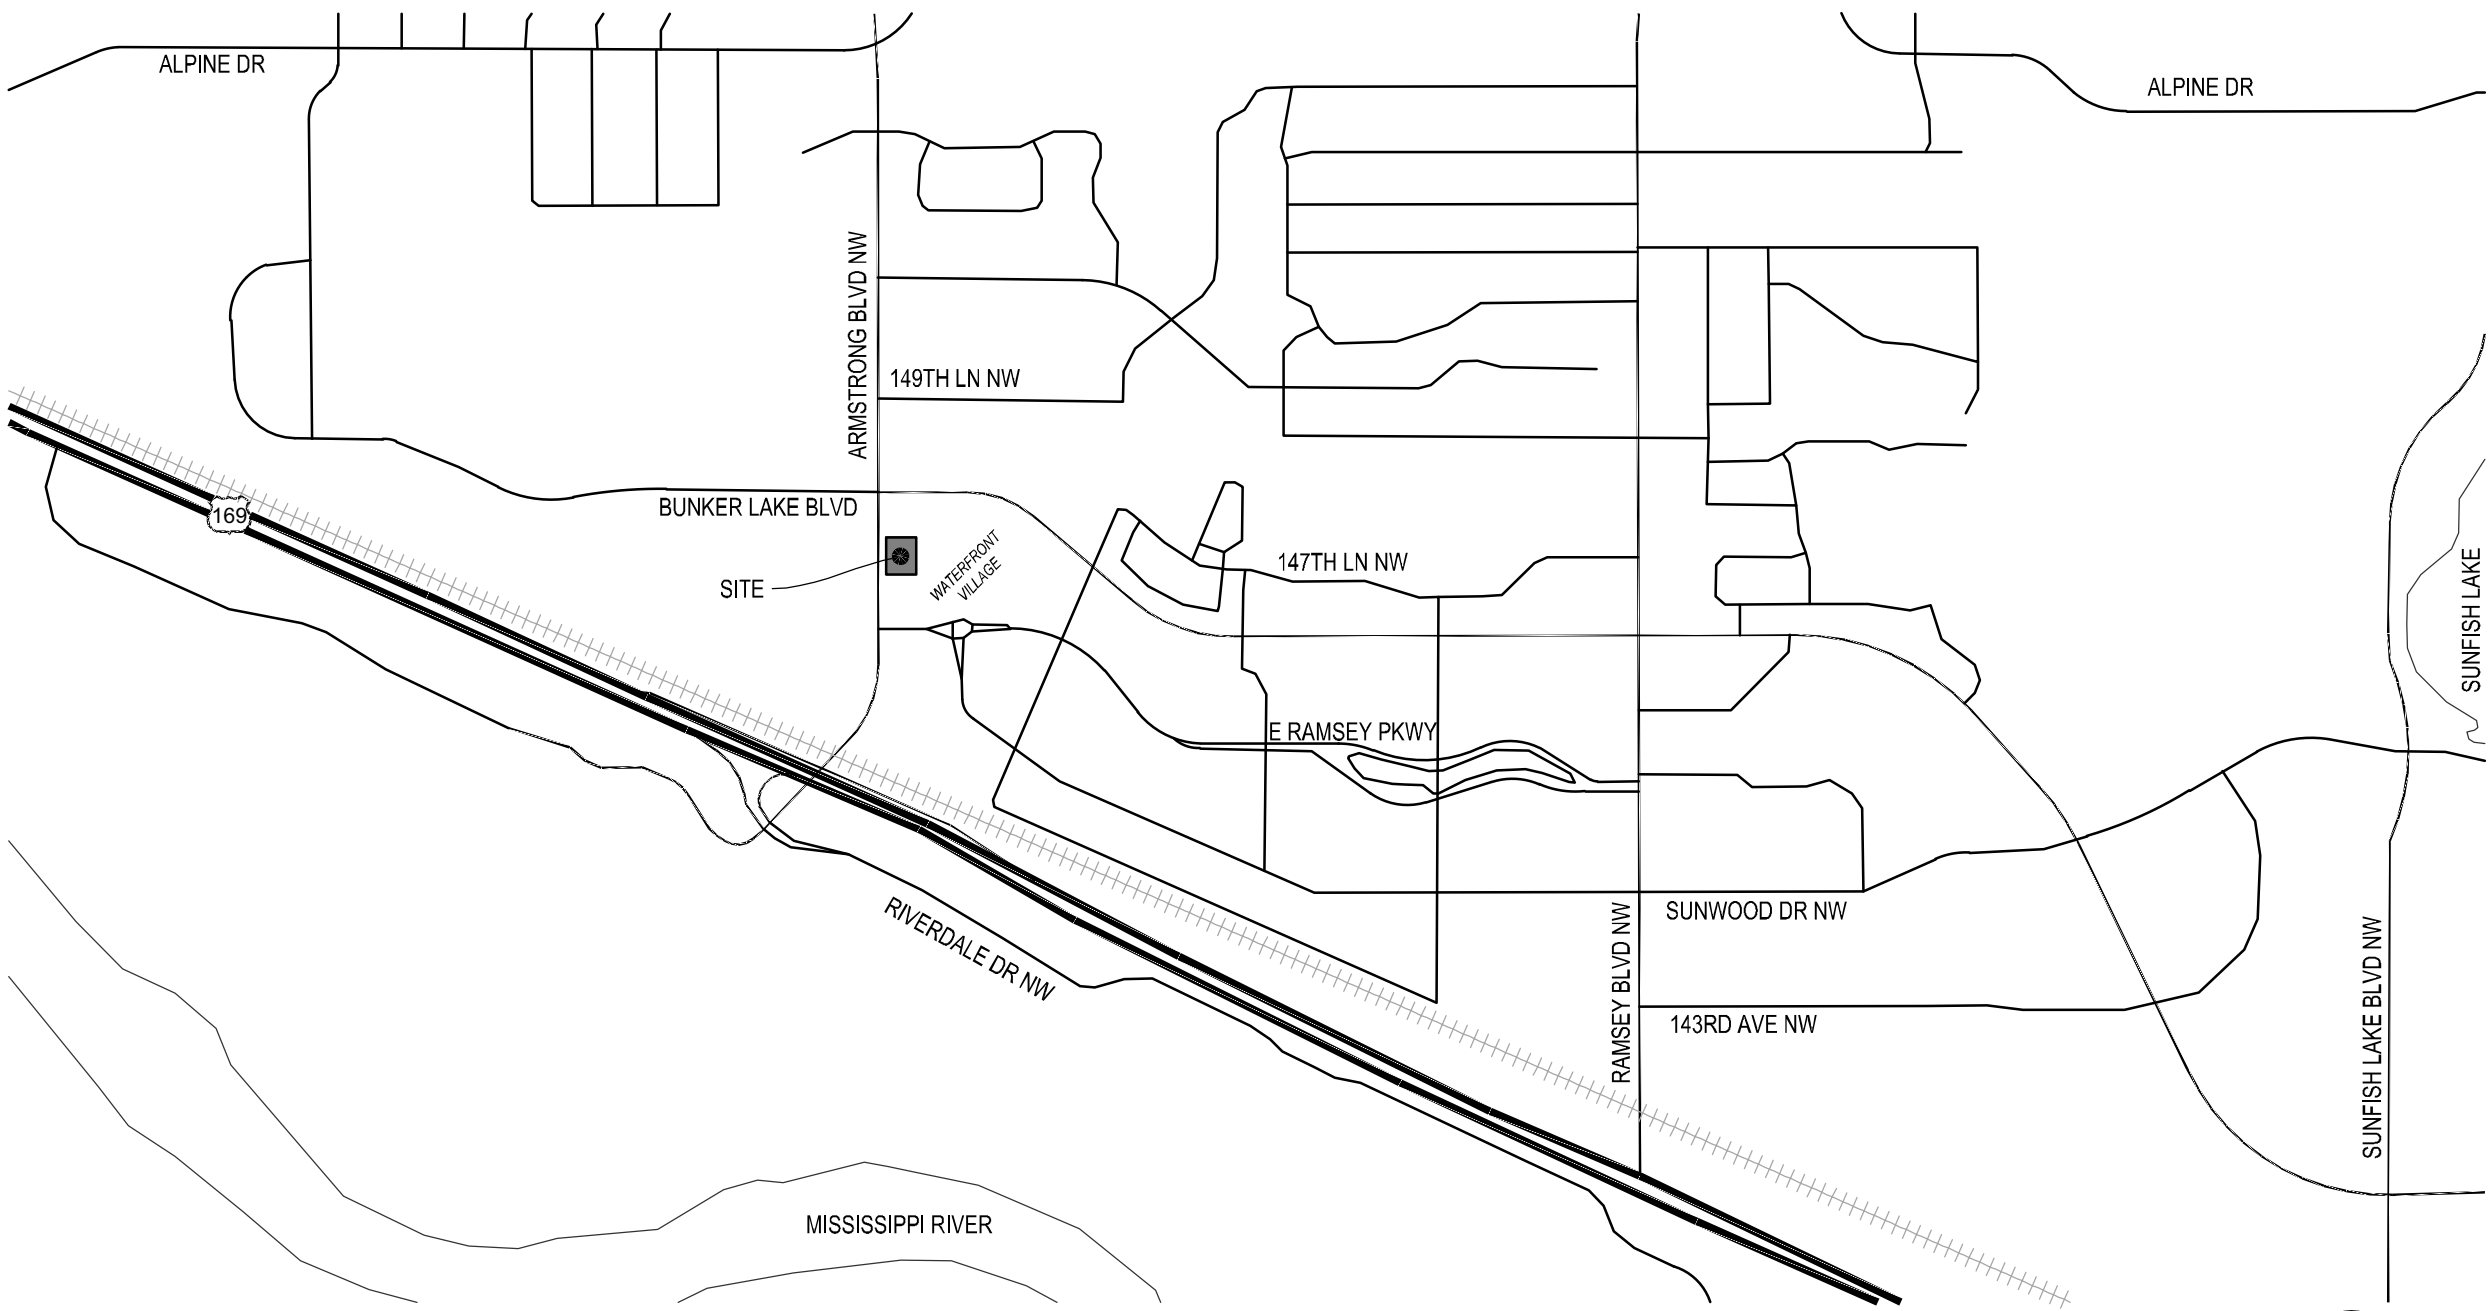 ALPINE DR
ALPINE DR
ARMSTRONG BLVD NW
149TH LN NW
BUNKER LAKE BLVD
169
WATERFRONT
VILLAGE
147TH LN NW
SITE
SUNFISH LAKE
E RAMSEY PKWY
RIVERDALE DR NW
SUNWOOD DR NW
RAMSEY BLVD NW
143RD AVE NW
SUNFISH LAKE BLVD NW
MISSISSIPPI RIVER